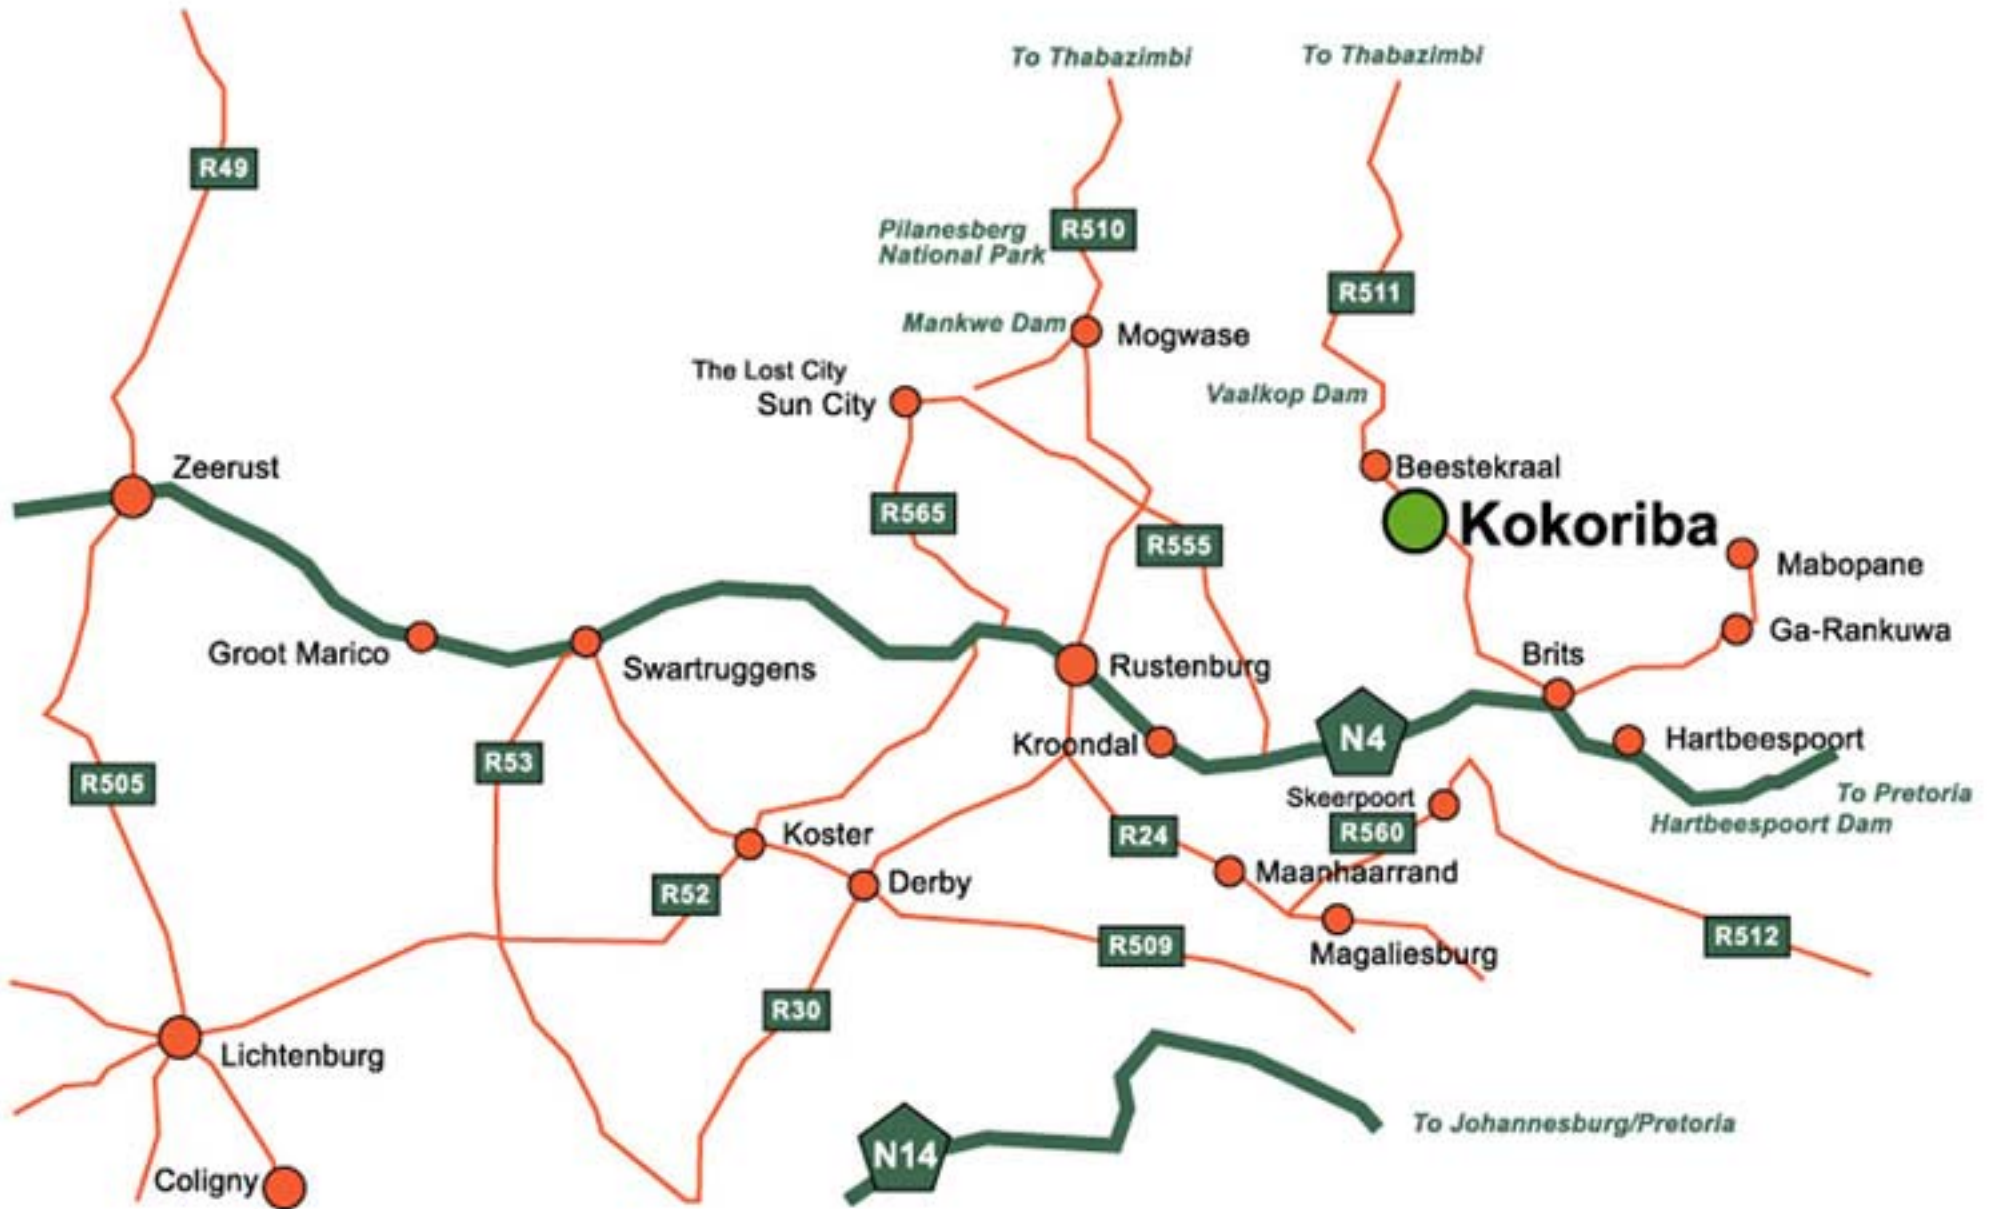 To Thabazimbi
To Thabazimbi
R49
Pilanesberg
National Park
R510
R511
Mankwe Dam
Mogwase
The Lost City
Sun City
Vaalkop Dam
Zeerust
Beestekraal
R565
Kokoriba
R555
Mabopane
Groot Marico
Swartruggens
Rustenburg
Brits
Ga-Rankuwa
R53
Kroondal
N4
Hartbeespoort
R505
Skeerpoort
To Pretoria
Hartbeespoort Dam
Koster
R24
R560
R52
Derby
Maanhaarrand
R509
Magaliesburg
R512
R30
Lichtenburg
To Johannesburg/Pretoria
N14
Coligny